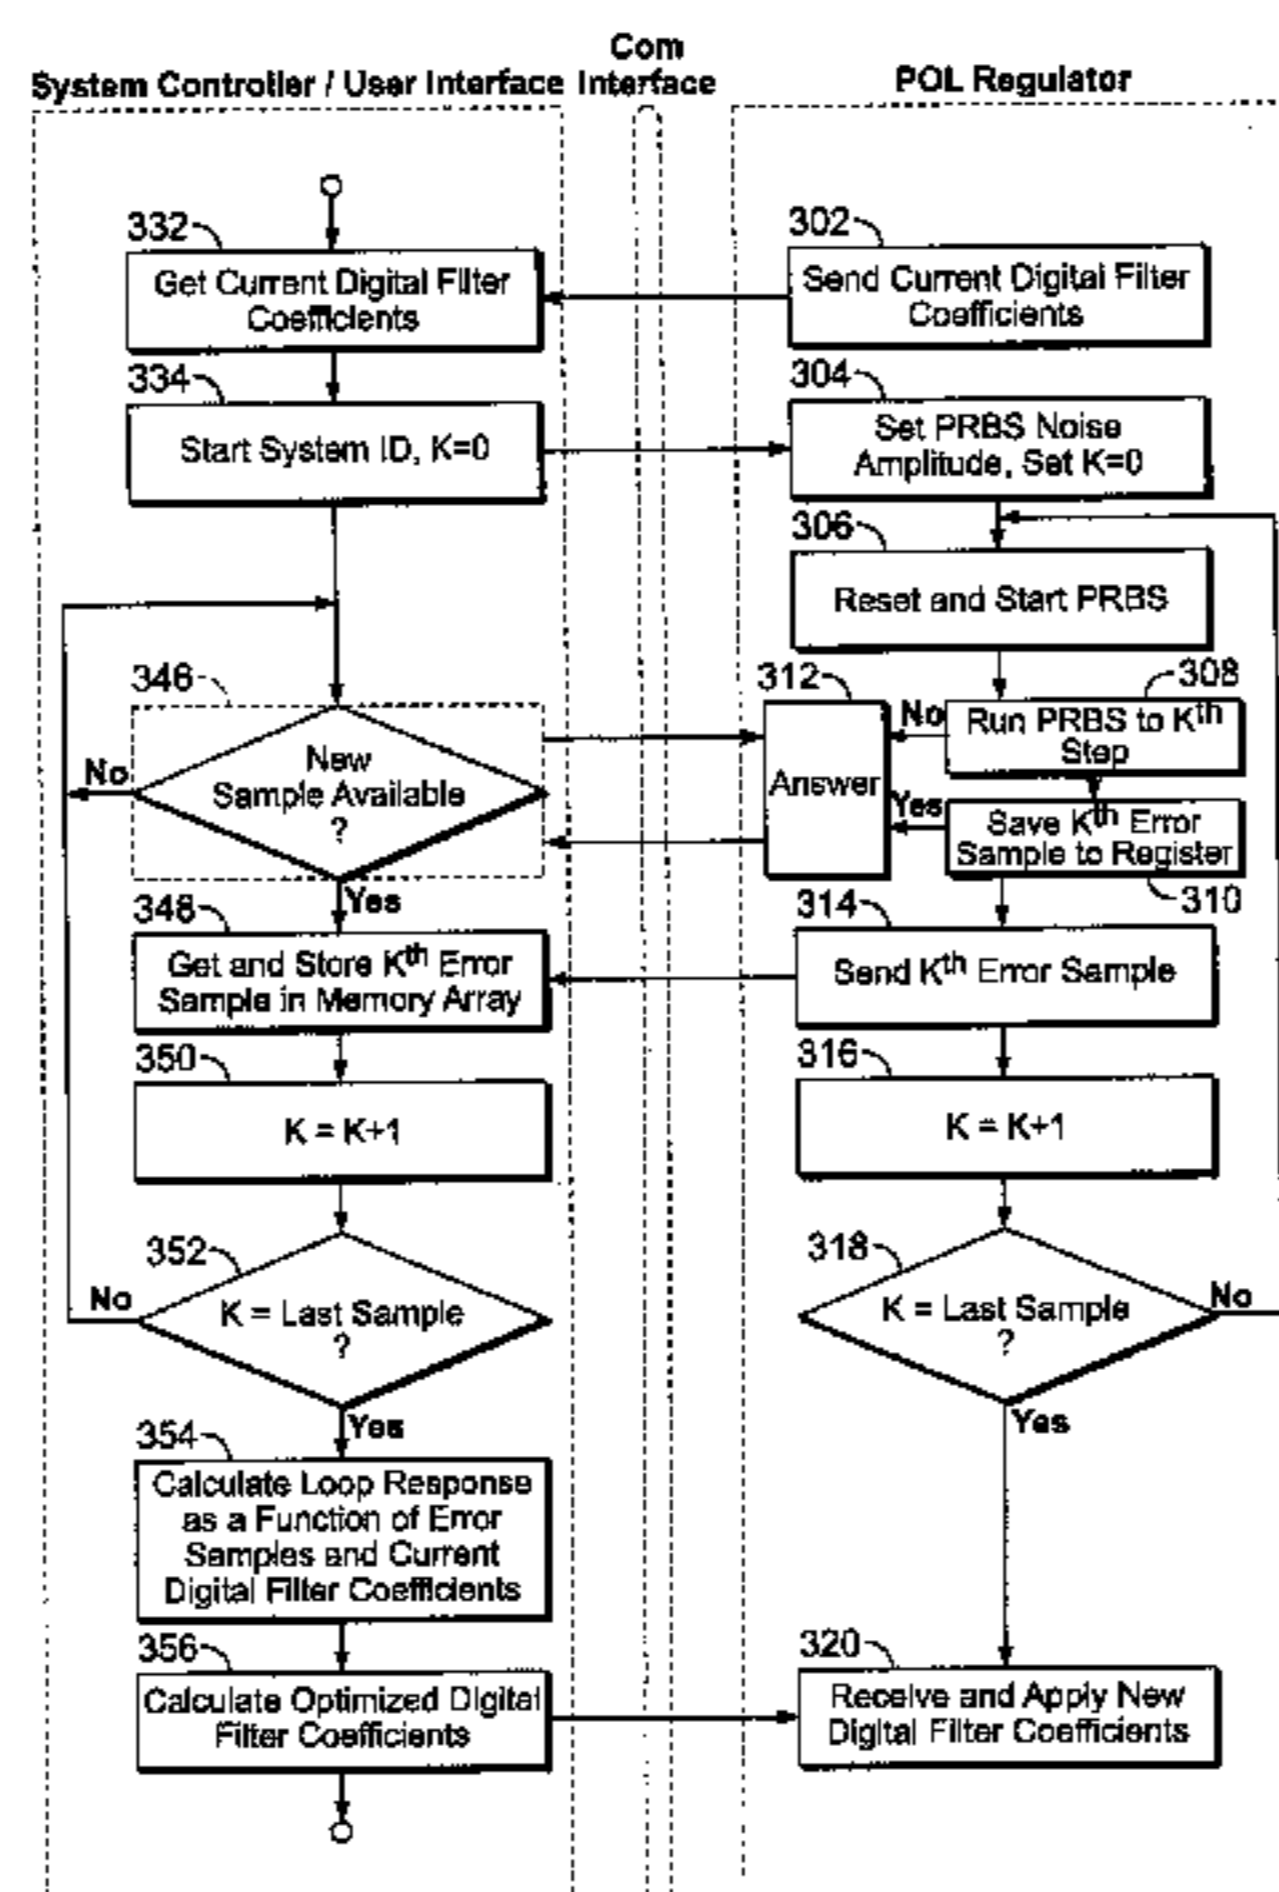 Com
System Controller / User Interface Interface POL Regulator
332
Get Current Digital Filter
Coefficients
302
Send Current Digital Filter
Coefficients
334
Start System ID, K=0
304
Set PRBS Noise
Amplitude, Set K=0
306
Reset and Start PRBS
346
New
Sample Available
?
No
Yes
312
Answer
308
No
Run PRBS to Kth
Step
Yes
Save Kth Error
Sample to Register
310
348
Get and Store Kth Error
Sample in Memory Array
314
Send Kth Error Sample
350
K = K+1
316
K = K+1
352
K = Last Sample
?
No
Yes
318
K = Last Sample
?
No
Yes
354
Calculate Loop Response
as a Function of Error
Samples and Current
Digital Filter Coefficients
356
Calculate Optimized Digital
Filter Coefficients
320
Receive and Apply New
Digital Filter Coefficients